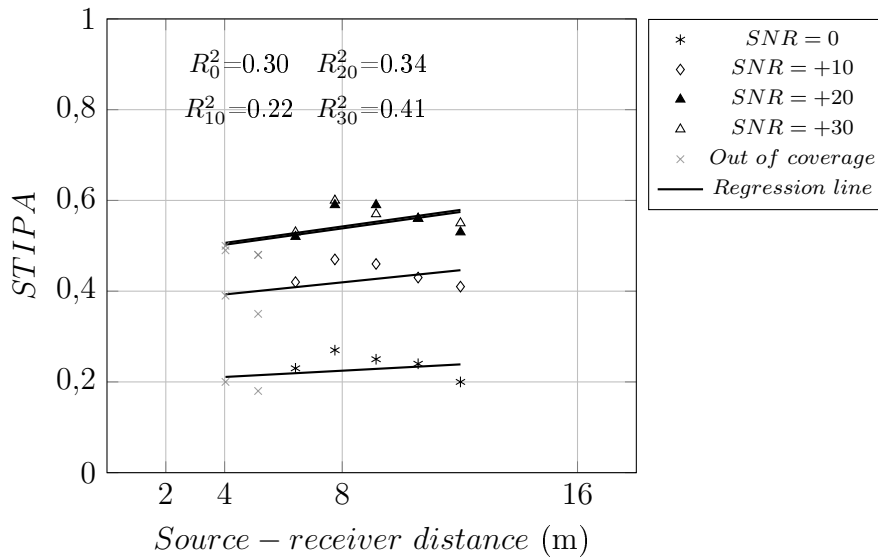 1
0,8
0,6
0,4
0,2
0
STIPA
R²₀=0.30 R²₂₀=0.34
R²₁₀=0.22 R²₃₀=0.41
2 4 8 16
Source − receiver distance (m)
SNR = 0
SNR = +10
SNR = +20
SNR = +30
Out of coverage
Regression line